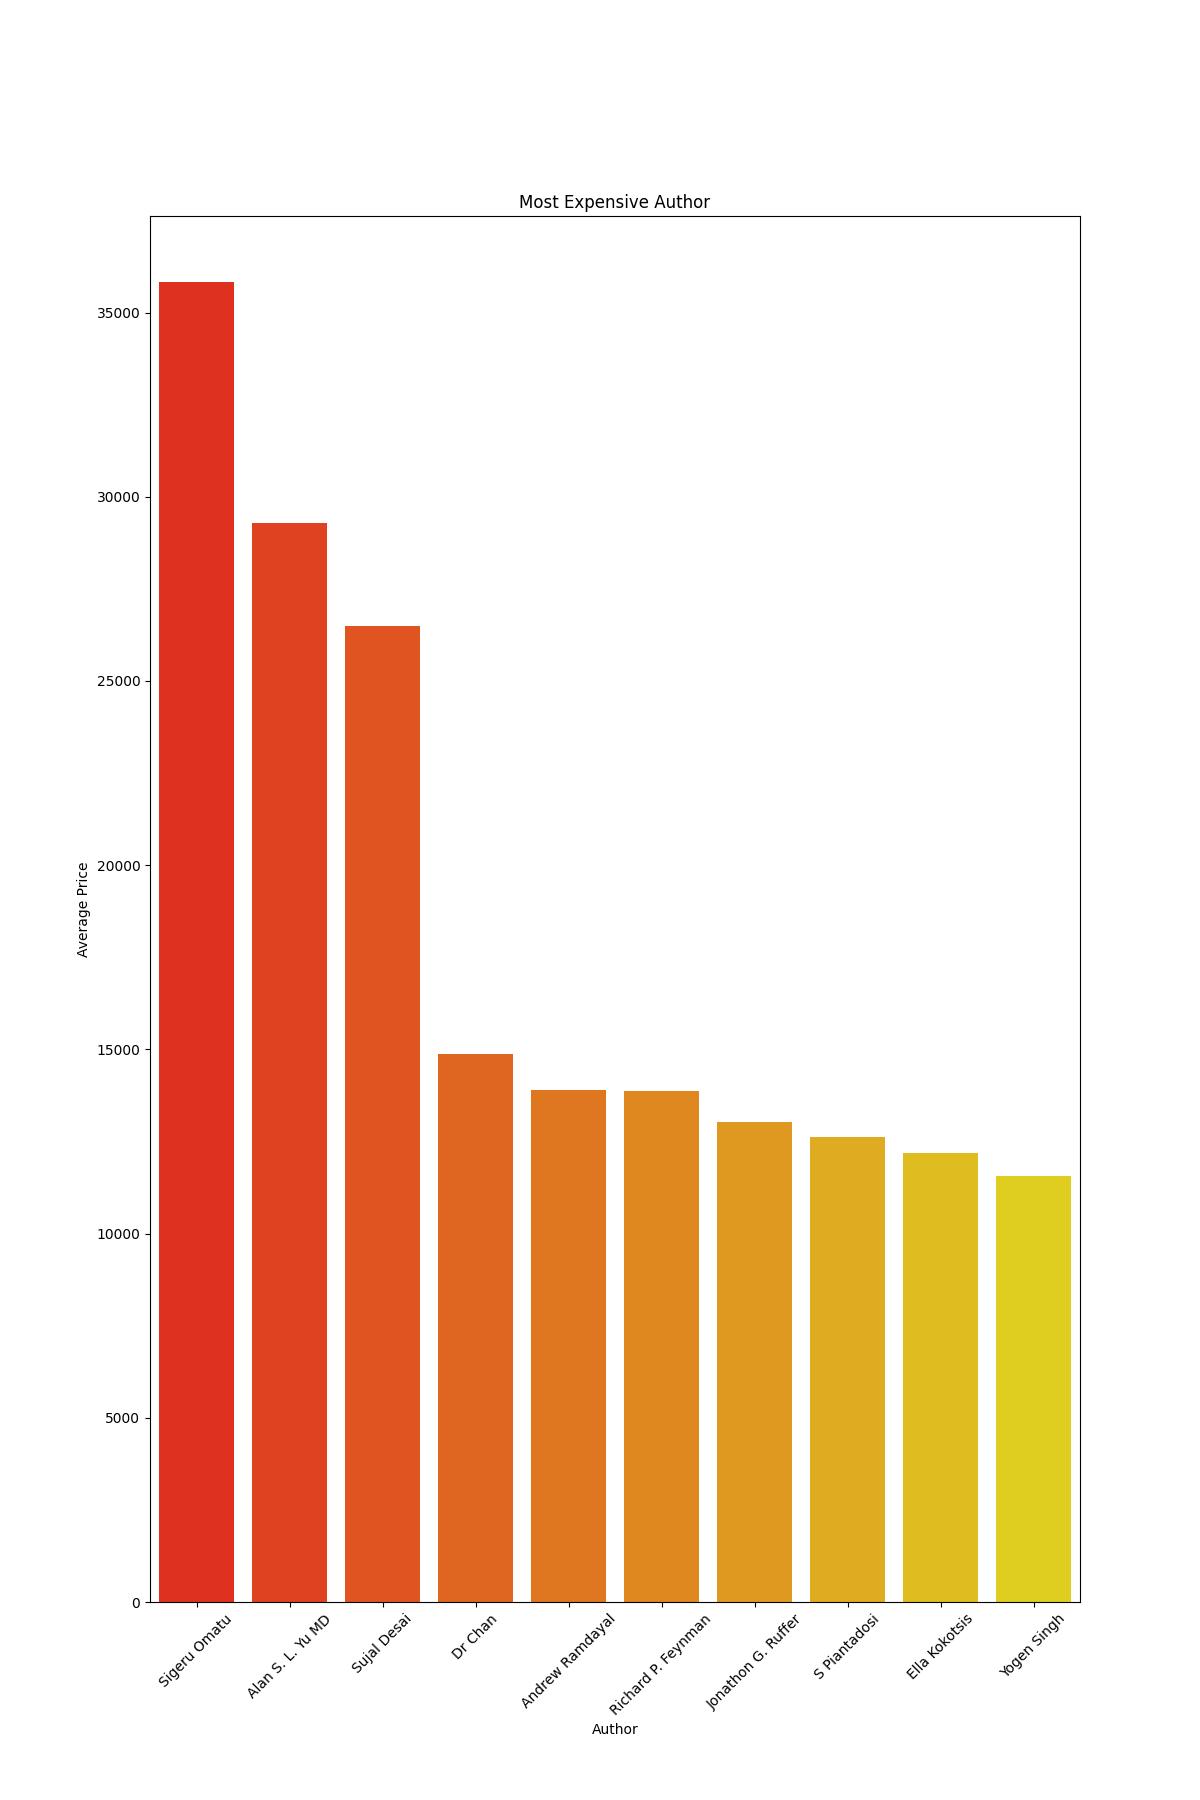 Most Expensive Author
35000
30000
25000
20000
15000
10000
5000
0
Average Price
Sigeru Omatu
Alan S. L. Yu MD
Sujal Desai
Dr Chan
Andrew Ramdayal
Richard P. Feynman
Jonathon G. Ruffer
S Piantadosi
Ella Kokotsis
Yogen Singh
Author